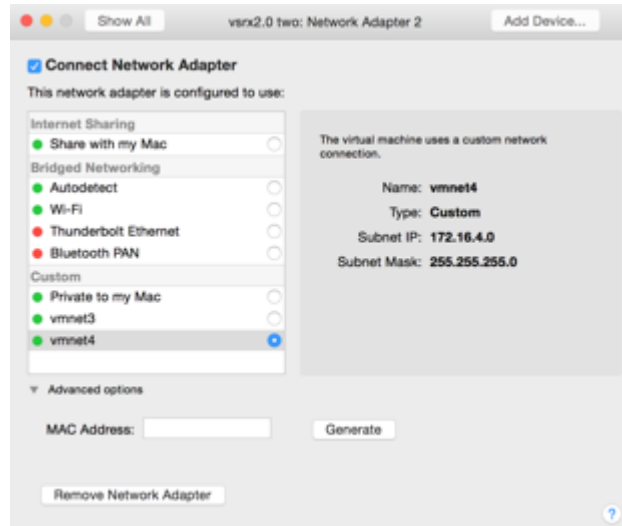 Show All
vsrx2.0 two: Network Adapter 2
Add Device...
Connect Network Adapter
This network adapter is configured to use:
Internet Sharing
Share with my Mac
Bridged Networking
Autodetect
Wi-Fi
Thunderbolt Ethernet
Bluetooth PAN
Custom
Private to my Mac
vmnet3
vmnet4
The virtual machine uses a custom network
connection.
Name: vmnet4
Type: Custom
Subnet IP: 172.16.4.0
Subnet Mask: 255.255.255.0
Advanced options
MAC Address:
Generate
Remove Network Adapter
?